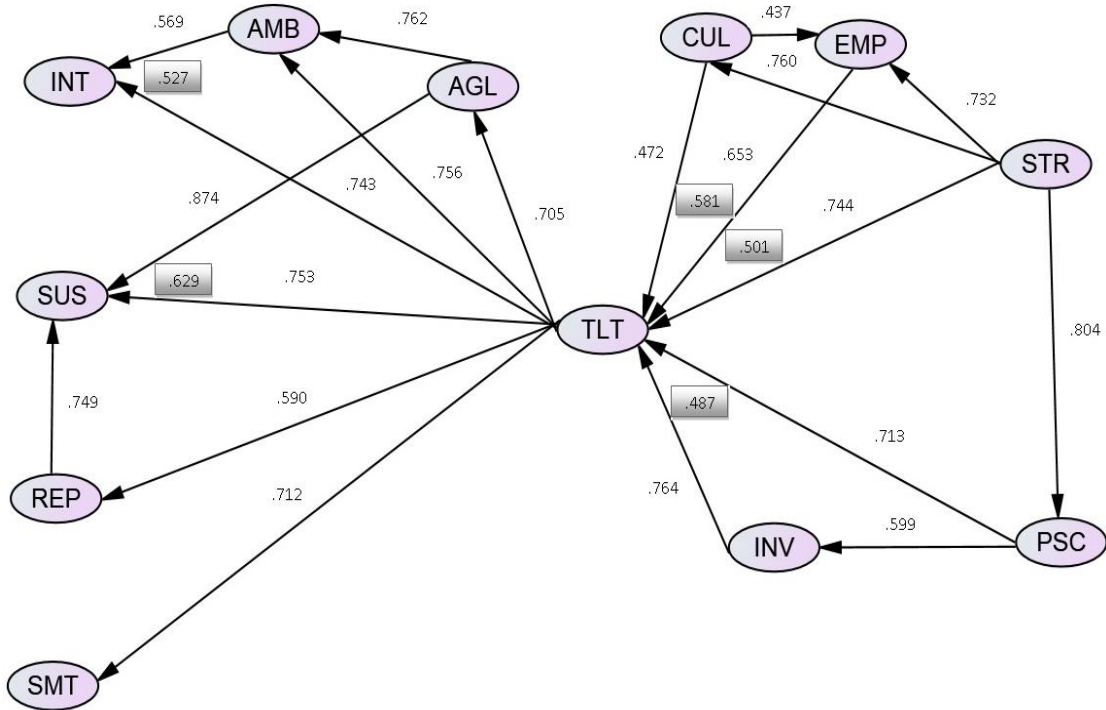 .569
AMB
.762
CUL
.437
EMP
INT
.527
AGL
.760
.732
STR
.874
.743
.756
.705
.472
.653
.581
.744
.501
SUS
.629
.753
TLT
.804
.749
.590
.487
.713
REP
.712
.764
INV
.599
PSC
SMT